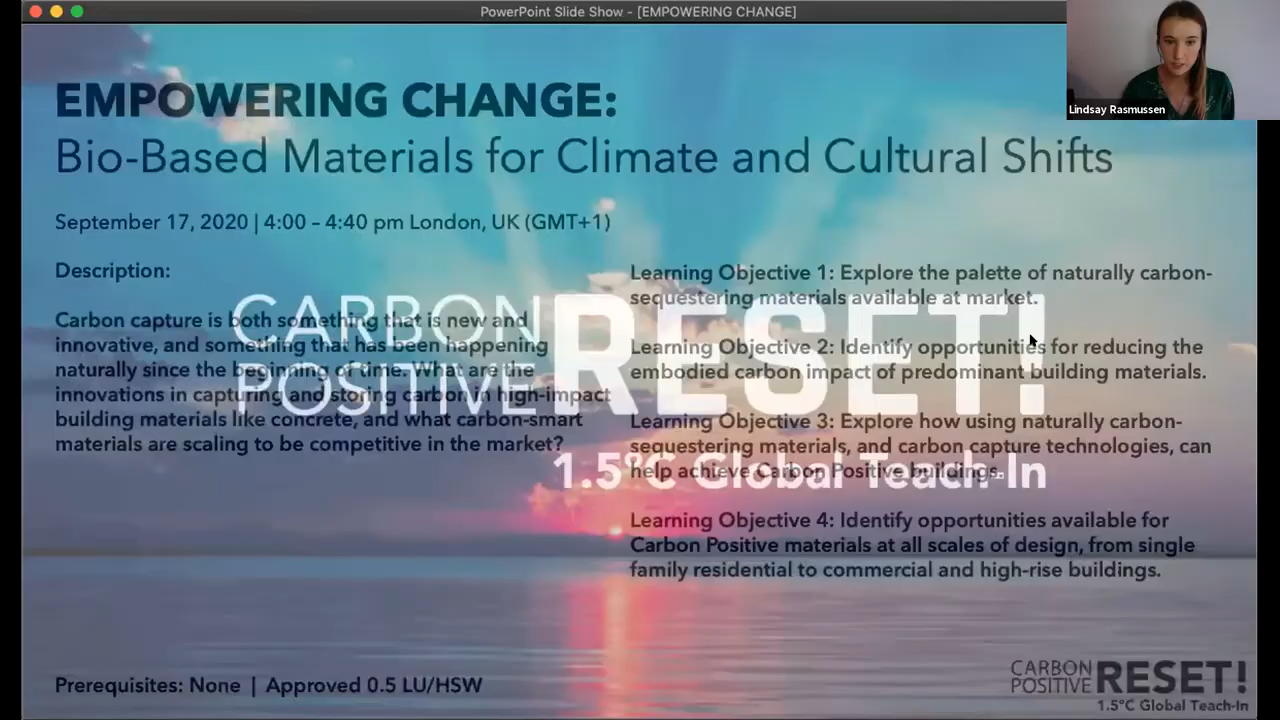 PowerPoint Slide Show - [EMPOWERING CHANGE]
Lindsay Rasmussen
EMPOWERING CHANGE:
Bio-Based Materials for Climate and Cultural Shifts
September 17, 2020 | 4:00 – 4:40 pm London, UK (GMT+1)
Description:
Carbon capture is both something that is new and
innovative, and something that has been happening
naturally since the beginning of time. What are the
innovations in capturing and storing carbon in high-impact
building materials like concrete, and what carbon-smart
materials are scaling to be competitive in the market?
Learning Objective 1: Explore the palette of naturally carbon-
sequestering materials available at market.
Learning Objective 2: Identify opportunities for reducing the
embodied carbon impact of predominant building materials.
Learning Objective 3: Explore how using naturally carbon-
sequestering materials, and carbon capture technologies, can
help achieve Carbon Positive buildings.
Learning Objective 4: Identify opportunities available for
Carbon Positive materials at all scales of design, from single
family residential to commercial and high-rise buildings.
CARBON
POSITIVE RESET!
1.5°C Global Teach-In
Prerequisites: None | Approved 0.5 LU/HSW
CARBON
POSITIVE RESET!
1.5°C Global Teach-In